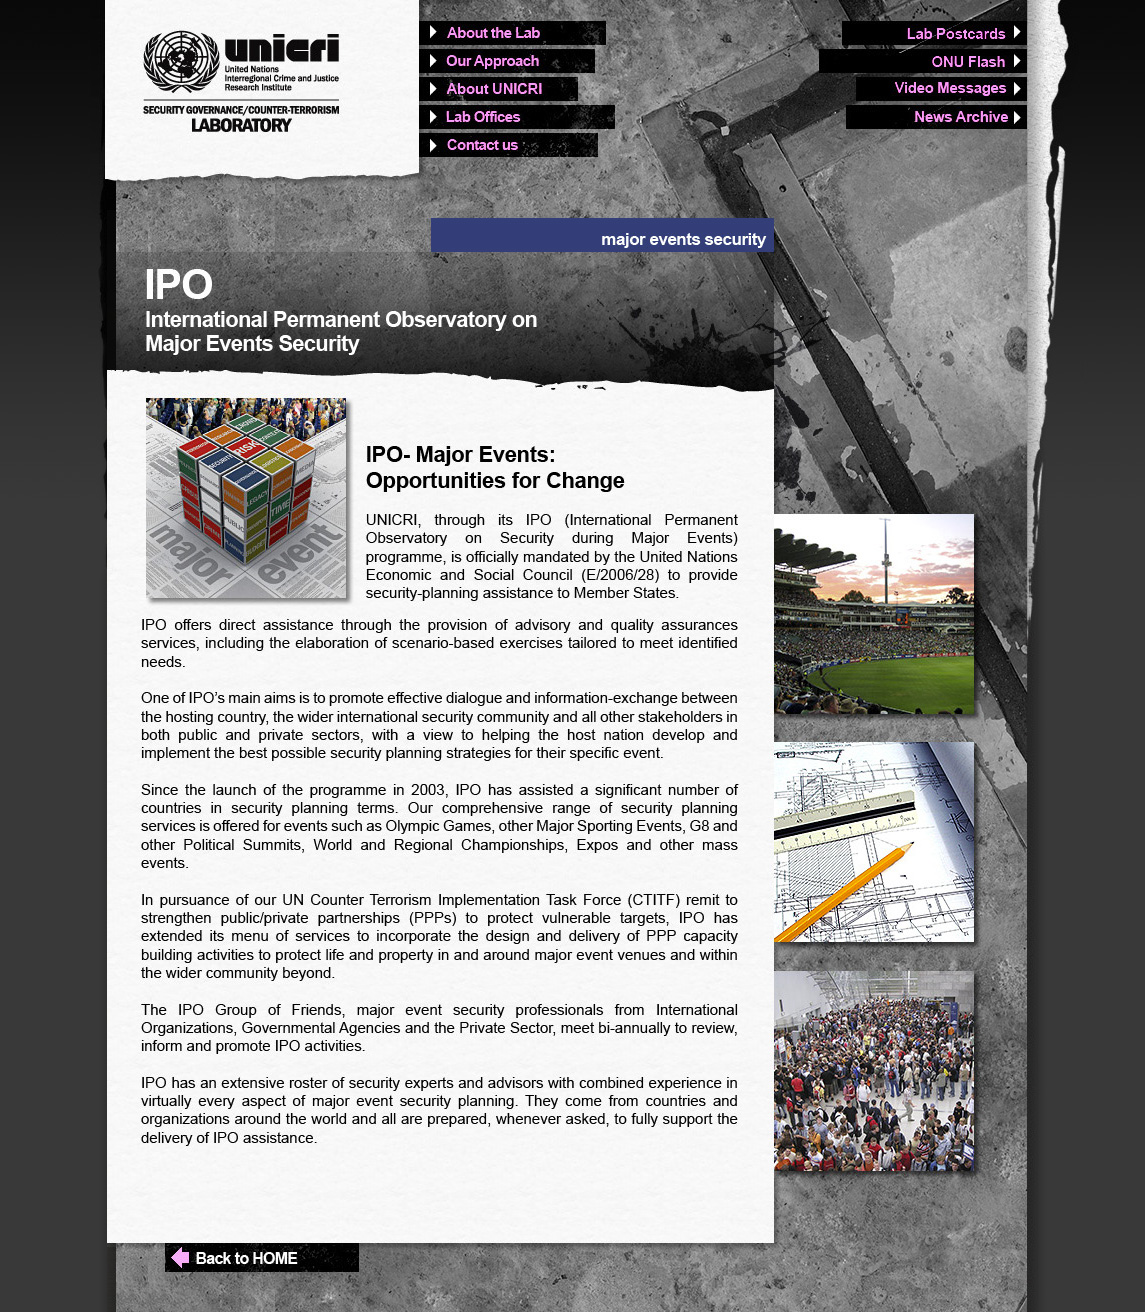 unicri
United Nations
Interregional Crime and Justice
Research Institute
SECURITY GOVERNANCE/COUNTER-TERRORISM
LABORATORY
About the Lab
Our Approach
About UNICRI
Lab Offices
Contact us
Lab Postcards
ONU Flash
Video Messages
News Archive
major events security
IPO
International Permanent Observatory on
Major Events Security
RISK
SECURITY
LEGACY
TIME
PUBLIC
MEDIA
major event
IPO- Major Events:
Opportunities for Change
UNICRI, through its IPO (International Permanent
Observatory on Security during Major Events)
programme, is officially mandated by the United Nations
Economic and Social Council (E/2006/28) to provide
security-planning assistance to Member States.
IPO offers direct assistance through the provision of advisory and quality assurances
services, including the elaboration of scenario-based exercises tailored to meet identified
needs.
One of IPO’s main aims is to promote effective dialogue and information-exchange between
the hosting country, the wider international security community and all other stakeholders in
both public and private sectors, with a view to helping the host nation develop and
implement the best possible security planning strategies for their specific event.
Since the launch of the programme in 2003, IPO has assisted a significant number of
countries in security planning terms. Our comprehensive range of security planning
services is offered for events such as Olympic Games, other Major Sporting Events, G8 and
other Political Summits, World and Regional Championships, Expos and other mass
events.
In pursuance of our UN Counter Terrorism Implementation Task Force (CTITF) remit to
strengthen public/private partnerships (PPPs) to protect vulnerable targets, IPO has
extended its menu of services to incorporate the design and delivery of PPP capacity
building activities to protect life and property in and around major event venues and within
the wider community beyond.
The IPO Group of Friends, major event security professionals from International
Organizations, Governmental Agencies and the Private Sector, meet bi-annually to review,
inform and promote IPO activities.
IPO has an extensive roster of security experts and advisors with combined experience in
virtually every aspect of major event security planning. They come from countries and
organizations around the world and all are prepared, whenever asked, to fully support the
delivery of IPO assistance.
Back to HOME